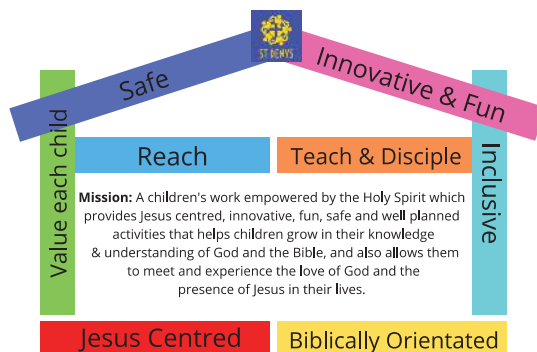 ST DENYS
Safe
Innovative & Fun
Value each child
Reach
Teach & Disciple
Inclusive
Mission: A children's work empowered by the Holy Spirit which
provides Jesus centred, innovative, fun, safe and well planned
activities that helps children grow in their knowledge
& understanding of God and the Bible, and also allows them
to meet and experience the love of God and the
presence of Jesus in their lives.
Jesus Centred
Biblically Orientated